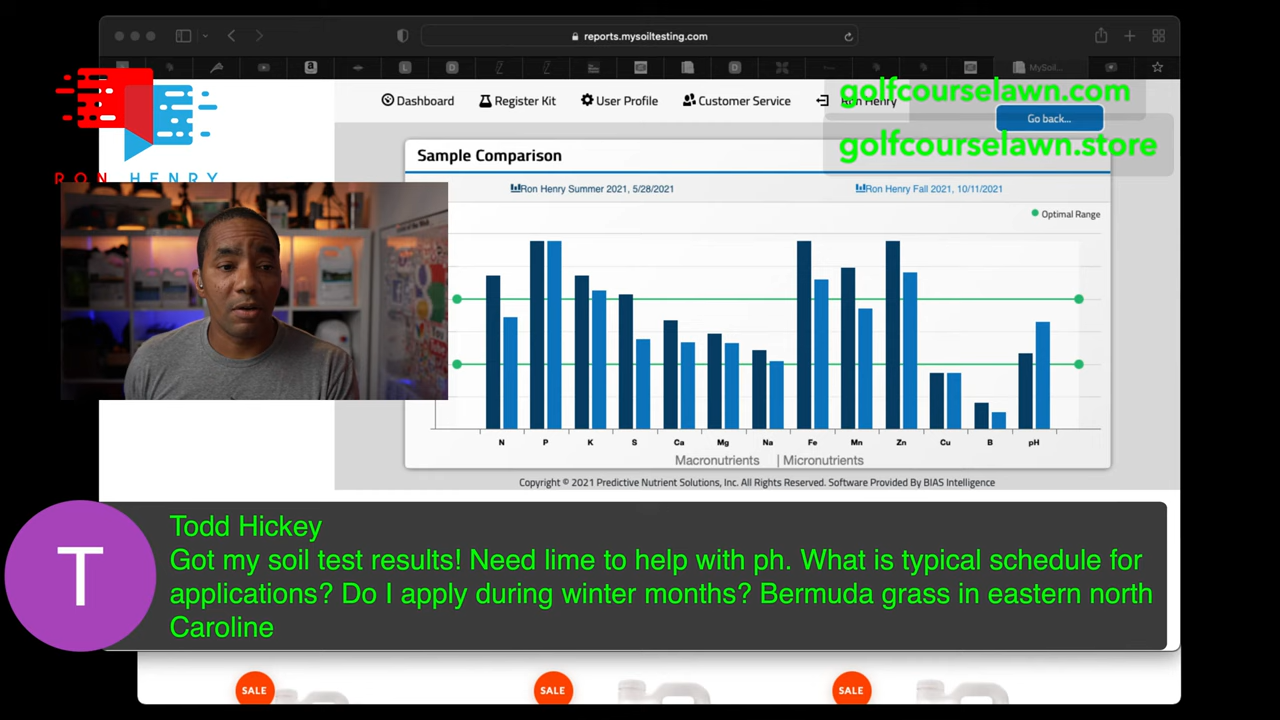 reports.mysoiltesting.com
MySoil...
Dashboard
Register Kit
User Profile
Customer Service
Ron Henry
golfcourselawn.com
Go back...
golfcourselawn.store
RON HENRY
Sample Comparison
Ron Henry Summer 2021, 5/28/2021
Ron Henry Fall 2021, 10/11/2021
Optimal Range
N P K S Ca Mg Na Fe Mn Zn Cu B pH
Macronutrients | Micronutrients
Copyright © 2021 Predictive Nutrient Solutions, Inc. All Rights Reserved. Software Provided By BIAS Intelligence
T
Todd Hickey
Got my soil test results! Need lime to help with ph. What is typical schedule for
applications? Do I apply during winter months? Bermuda grass in eastern north
Caroline
SALE
SALE
SALE